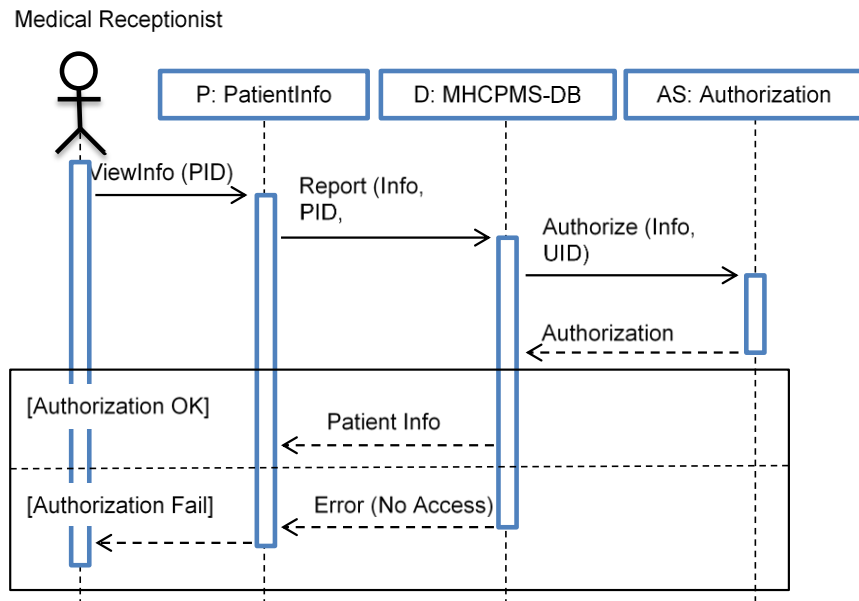 Medical Receptionist
P: PatientInfo
D: MHCPMS-DB
AS: Authorization
ViewInfo (PID)
Report (Info,
PID,
Authorize (Info,
UID)
Authorization
[Authorization OK]
Patient Info
[Authorization Fail]
Error (No Access)